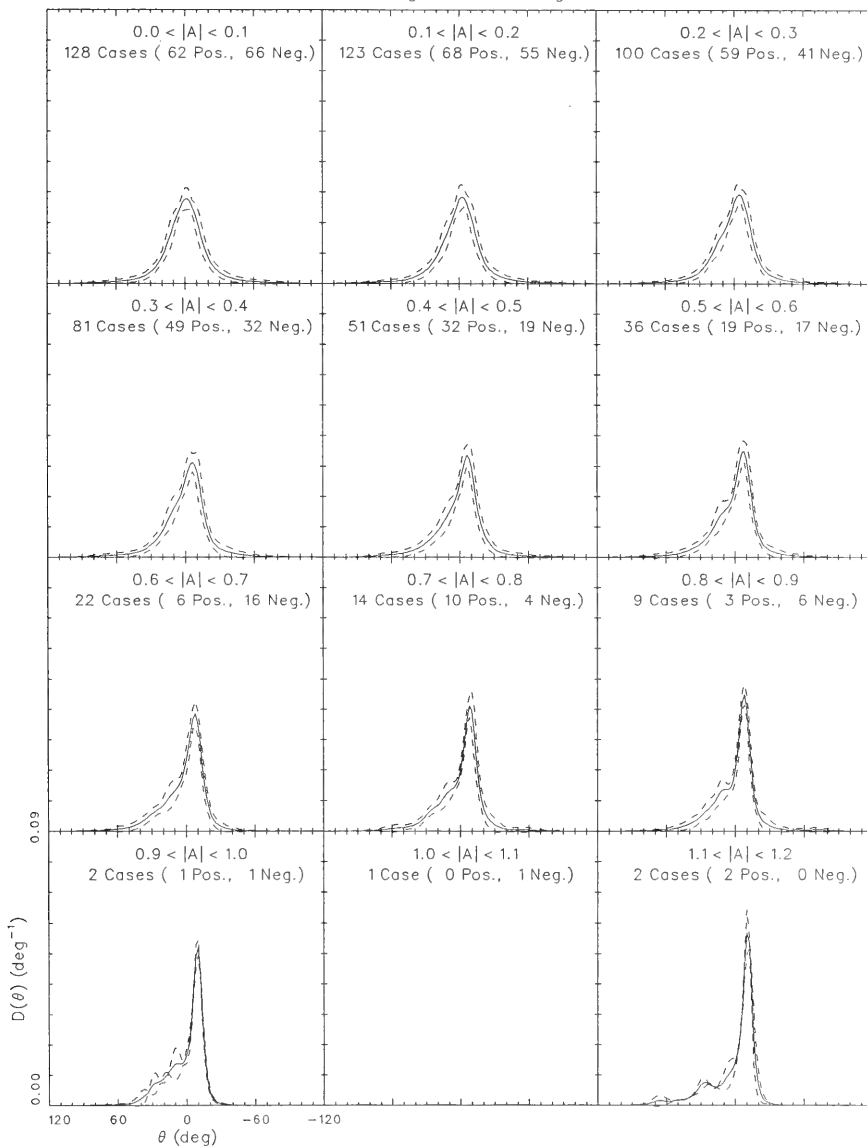 0.0 < |A| < 0.1
128 Cases ( 62 Pos., 66 Neg.)
0.1 < |A| < 0.2
123 Cases ( 68 Pos., 55 Neg.)
0.2 < |A| < 0.3
100 Cases ( 59 Pos., 41 Neg.)
0.3 < |A| < 0.4
81 Cases ( 49 Pos., 32 Neg.)
0.4 < |A| < 0.5
51 Cases ( 32 Pos., 19 Neg.)
0.5 < |A| < 0.6
36 Cases ( 19 Pos., 17 Neg.)
0.6 < |A| < 0.7
22 Cases ( 6 Pos., 16 Neg.)
0.7 < |A| < 0.8
14 Cases ( 10 Pos., 4 Neg.)
0.8 < |A| < 0.9
9 Cases ( 3 Pos., 6 Neg.)
0.9 < |A| < 1.0
2 Cases ( 1 Pos., 1 Neg.)
1.0 < |A| < 1.1
1 Case ( 0 Pos., 1 Neg.)
1.1 < |A| < 1.2
2 Cases ( 2 Pos., 0 Neg.)
0.09
D(θ) (deg⁻¹)
0.00
120 60 0 −60 −120
θ (deg)